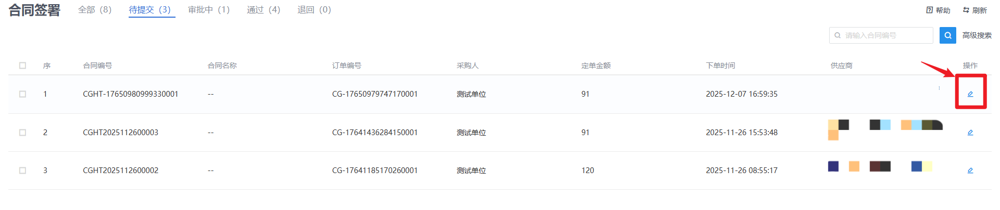 合同签署 全部（8） 待提交（3） 审批中（1） 通过（4） 退回（0） 帮助 刷新
请输入合同编号 高级搜索
序 合同编号 合同名称 订单编号 采购人 定单金额 下单时间 供应商 操作
1 CGHT-17650980999330001 -- CG-17650979747170001 测试单位 91 2025-12-07 16:59:35
2 CGHT2025112600003 -- CG-17641436284150001 测试单位 91 2025-11-26 15:53:48
3 CGHT2025112600002 -- CG-17641185170260001 测试单位 120 2025-11-26 08:55:17